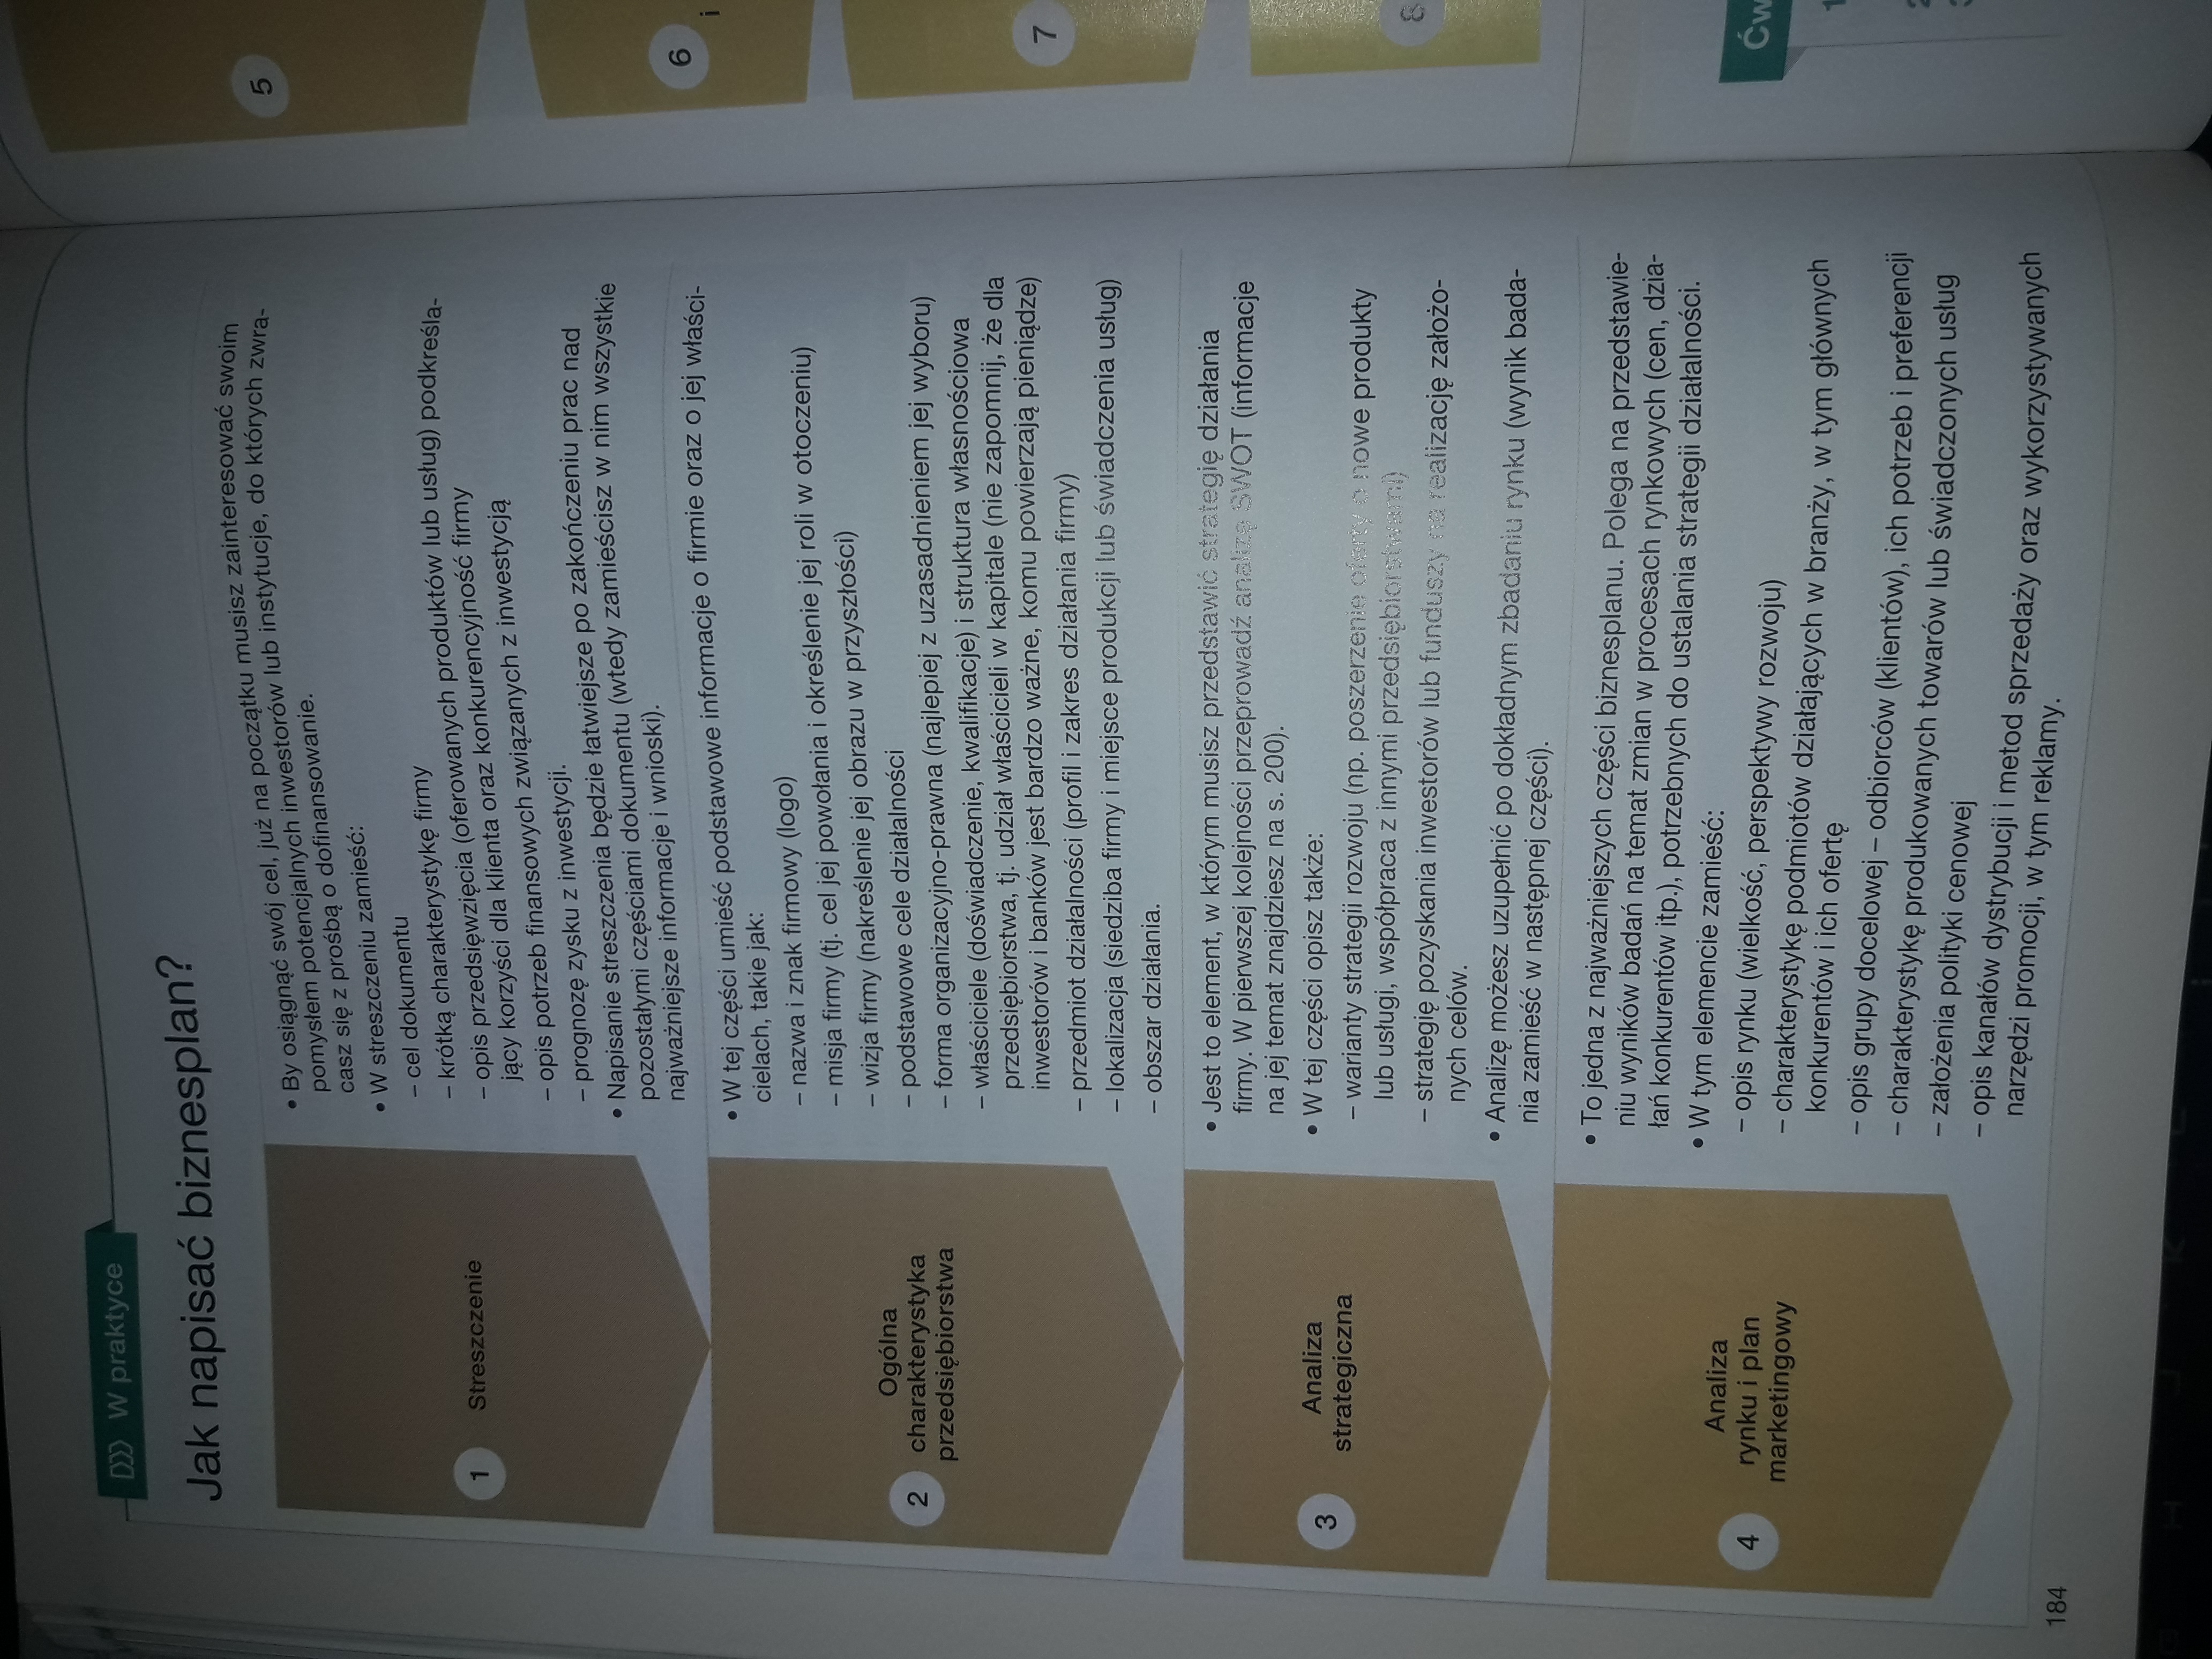 W praktyce
Jak napisać biznesplan?
1
Streszczenie
• By osiągnąć swój cel, już na początku musisz zainteresować swoim
pomysłem potencjalnych inwestorów lub instytucje, do których zwra-
casz się z prośbą o dofinansowanie.
• W streszczeniu zamieść:
– cel dokumentu
– krótką charakterystykę firmy
– opis przedsięwzięcia (oferowanych produktów lub usług) podkreśla-
jący korzyści dla klienta oraz konkurencyjność firmy
– opis potrzeb finansowych związanych z inwestycją
– prognozę zysku z inwestycji.
• Napisanie streszczenia będzie łatwiejsze po zakończeniu prac nad
pozostałymi częściami dokumentu (wtedy zamieścisz w nim wszystkie
najważniejsze informacje i wnioski).
2
Ogólna
charakterystyka
przedsiębiorstwa
• W tej części umieść podstawowe informacje o firmie oraz o jej właści-
cielach, takie jak:
– nazwa i znak firmowy (logo)
– misja firmy (tj. cel jej powołania i określenie jej roli w otoczeniu)
– wizja firmy (nakreślenie jej obrazu w przyszłości)
– podstawowe cele działalności
– forma organizacyjno-prawna (najlepiej z uzasadnieniem jej wyboru)
– właściciele (doświadczenie, kwalifikacje) i struktura własnościowa
przedsiębiorstwa, tj. udział właścicieli w kapitale (nie zapomnij, że dla
inwestorów i banków jest bardzo ważne, komu powierzają pieniądze)
– przedmiot działalności (profil i zakres działania firmy)
– lokalizacja (siedziba firmy i miejsce produkcji lub świadczenia usług)
– obszar działania.
3
Analiza
strategiczna
• Jest to element, w którym musisz przedstawić strategię działania
firmy. W pierwszej kolejności przeprowadź analizę SWOT (informacje
na jej temat znajdziesz na s. 200).
• W tej części opisz także:
– warianty strategii rozwoju (np. poszerzenie oferty o nowe produkty
lub usługi, współpraca z innymi przedsiębiorstwami)
– strategię pozyskania inwestorów lub funduszy na realizację założo-
nych celów.
• Analizę możesz uzupełnić po dokładnym zbadaniu rynku (wynik bada-
nia zamieść w następnej części).
4
Analiza
rynku i plan
marketingowy
• To jedna z najważniejszych części biznesplanu. Polega na przedstawie-
niu wyników badań na temat zmian w procesach rynkowych (cen, dzia-
łań konkurentów itp.), potrzebnych do ustalania strategii działalności.
• W tym elemencie zamieść:
– opis rynku (wielkość, perspektywy rozwoju)
– charakterystykę podmiotów działających w branży, w tym głównych
konkurentów i ich ofertę
– opis grupy docelowej – odbiorców (klientów), ich potrzeb i preferencji
– charakterystykę produkowanych towarów lub świadczonych usług
– założenia polityki cenowej
– opis kanałów dystrybucji i metod sprzedaży oraz wykorzystywanych
narzędzi promocji, w tym reklamy.
184
5
6
i
7
8
Ćw
1
2